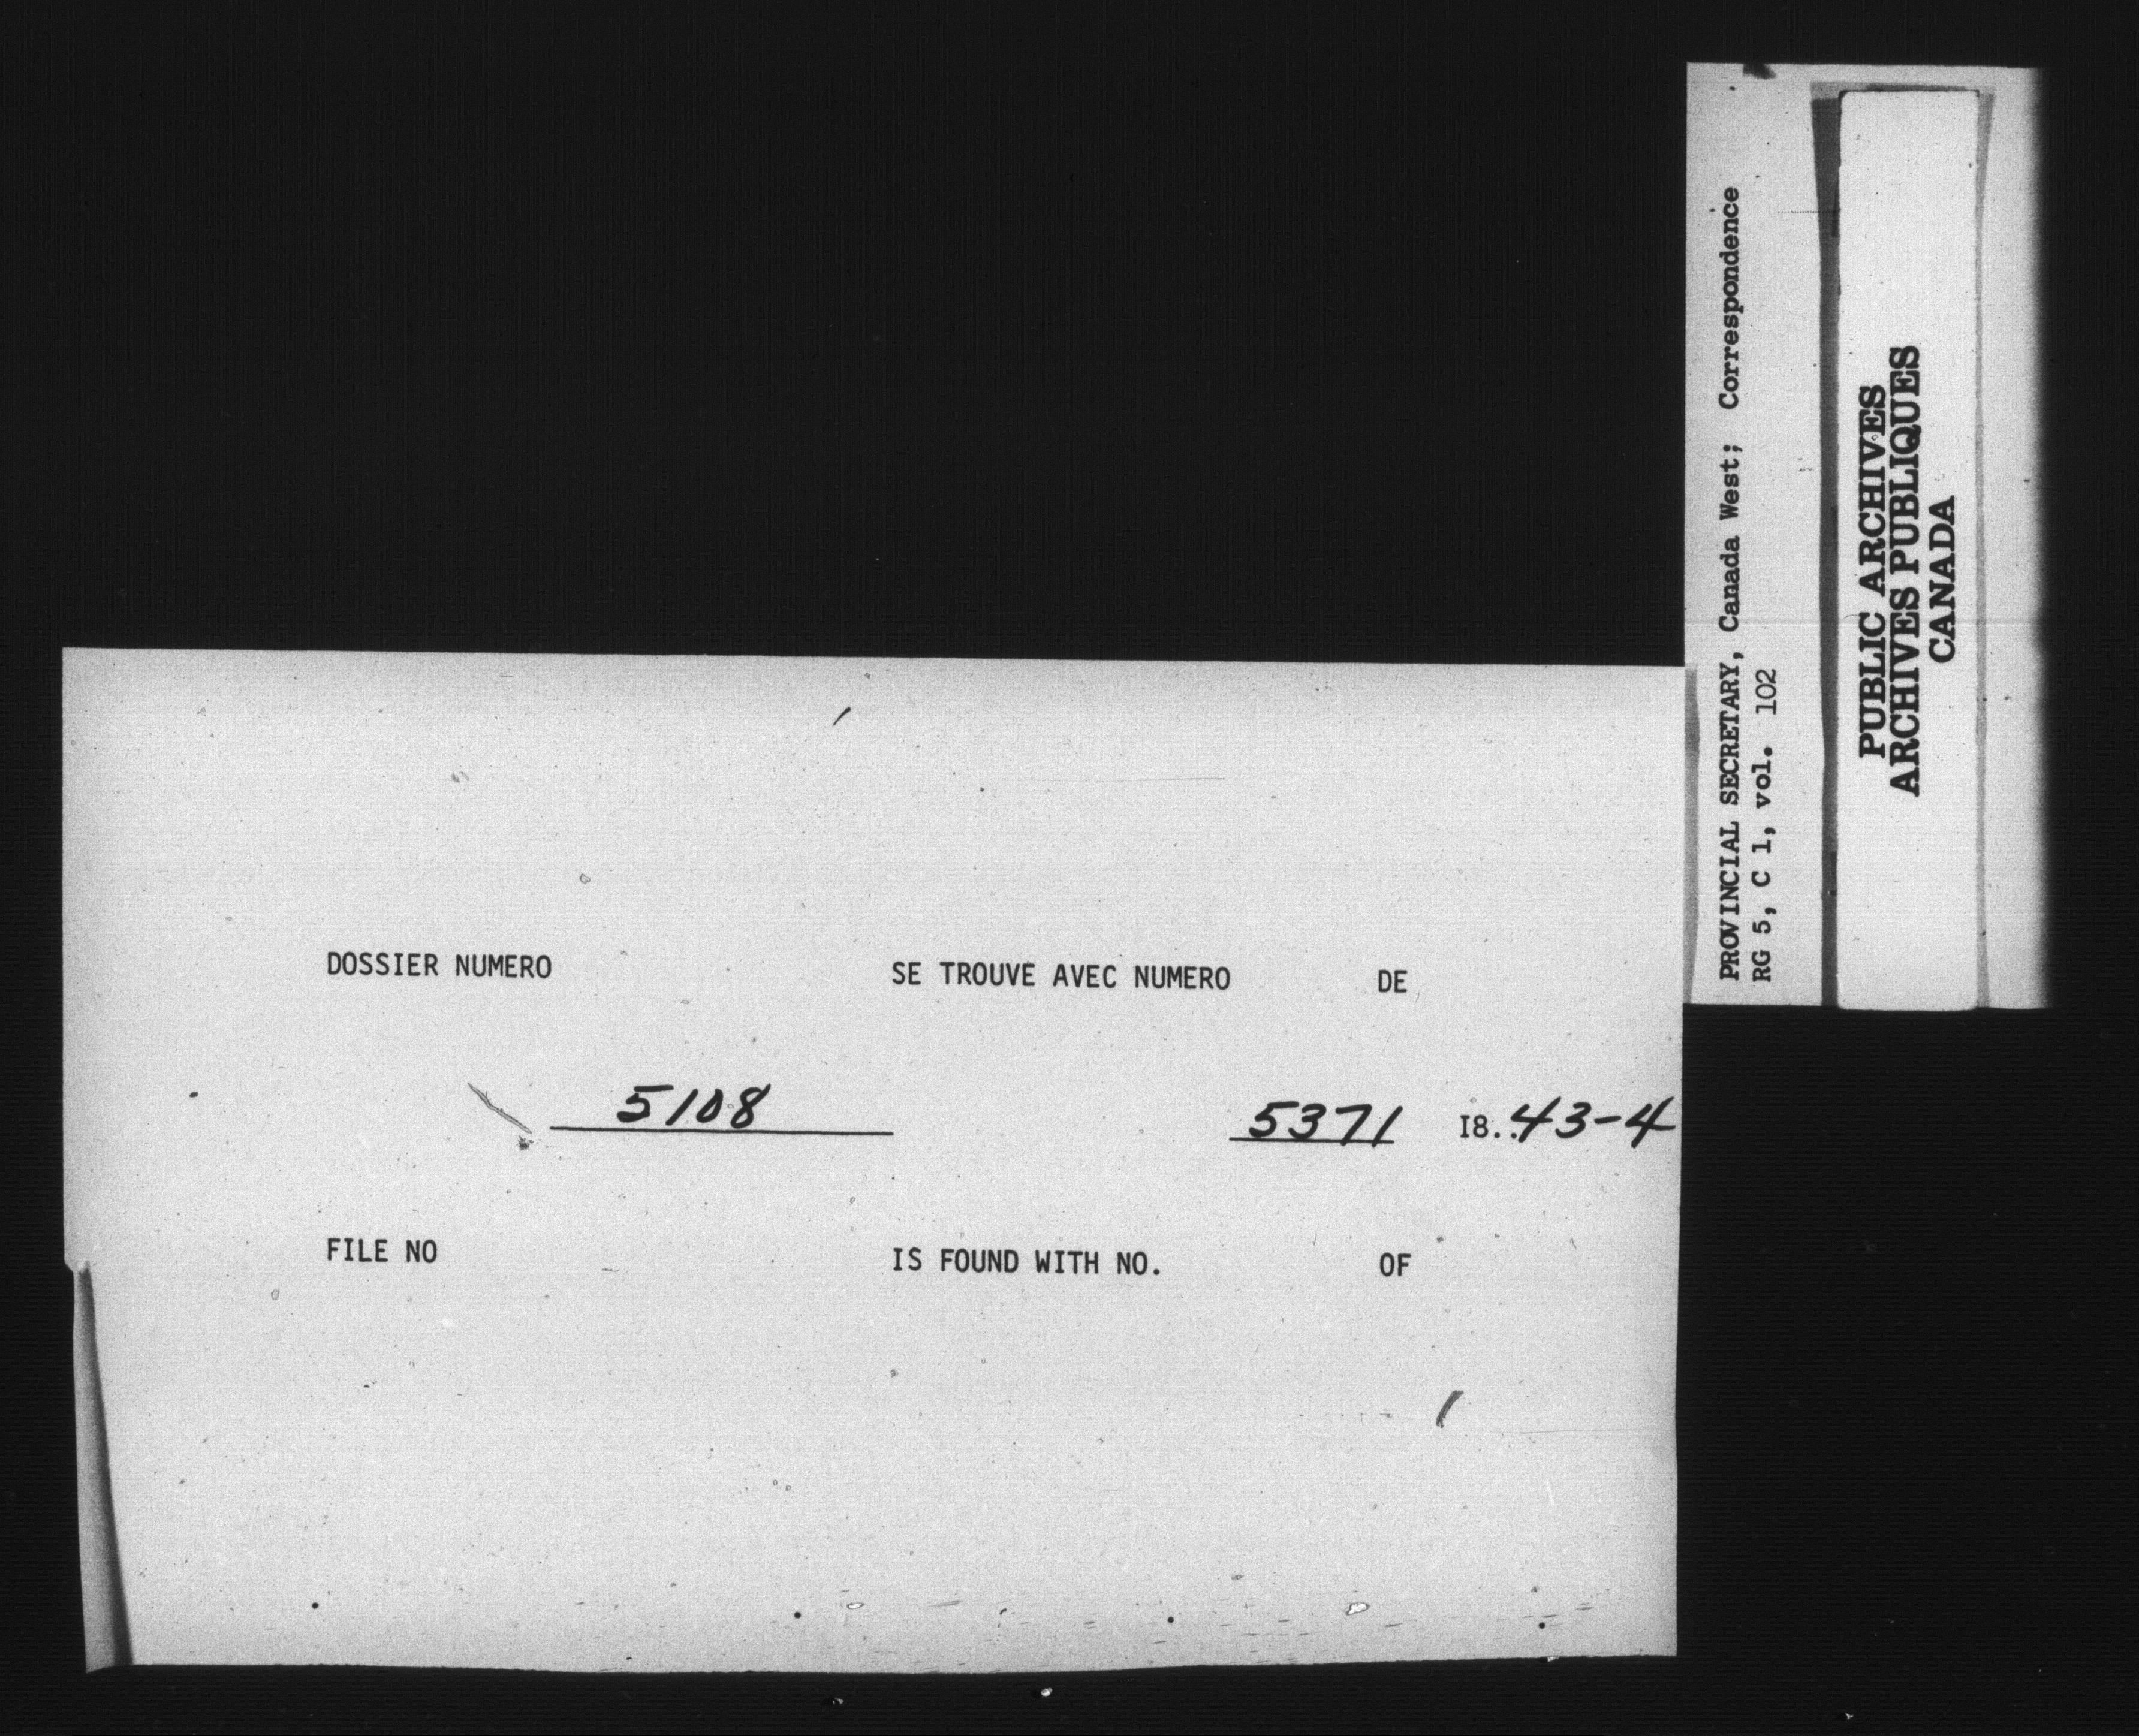 DOSSIER NUMERO SE TROUVE AVEC NUMERO DE
5108 5371 18..43-4
FILE NO IS FOUND WITH NO. OF
PROVINCIAL SECRETARY, Canada West; Correspondence
RG 5, C 1, vol. 102
PUBLIC ARCHIVES
ARCHIVES PUBLIQUES
CANADA